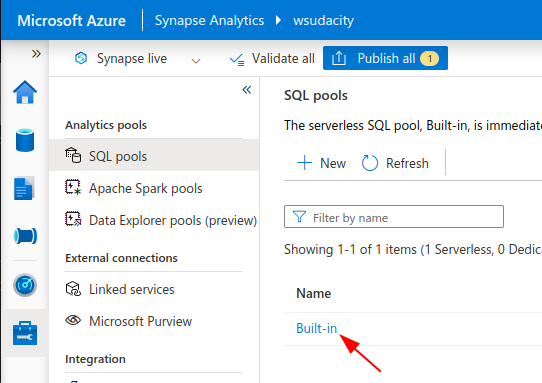 Microsoft Azure Synapse Analytics ▸ wsudacity
Synapse live Validate all Publish all 1
Analytics pools
SQL pools
Apache Spark pools
Data Explorer pools (preview)
External connections
Linked services
Microsoft Purview
Integration
SQL pools
The serverless SQL pool, Built-in, is immediate
New Refresh
Filter by name
Showing 1-1 of 1 items (1 Serverless, 0 Dedica
Name
Built-in